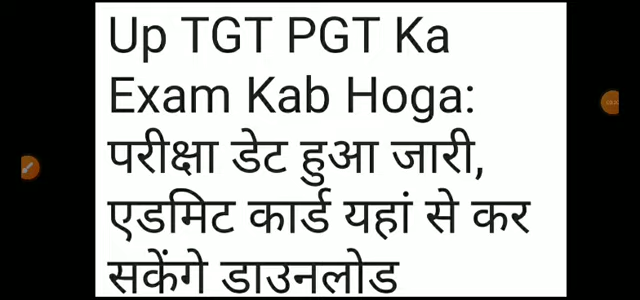 Up TGT PGT Ka
Exam Kab Hoga:
परीक्षा डेट हुआ जारी,
एडमिट कार्ड यहां से कर
सकेंगे डाउनलोड